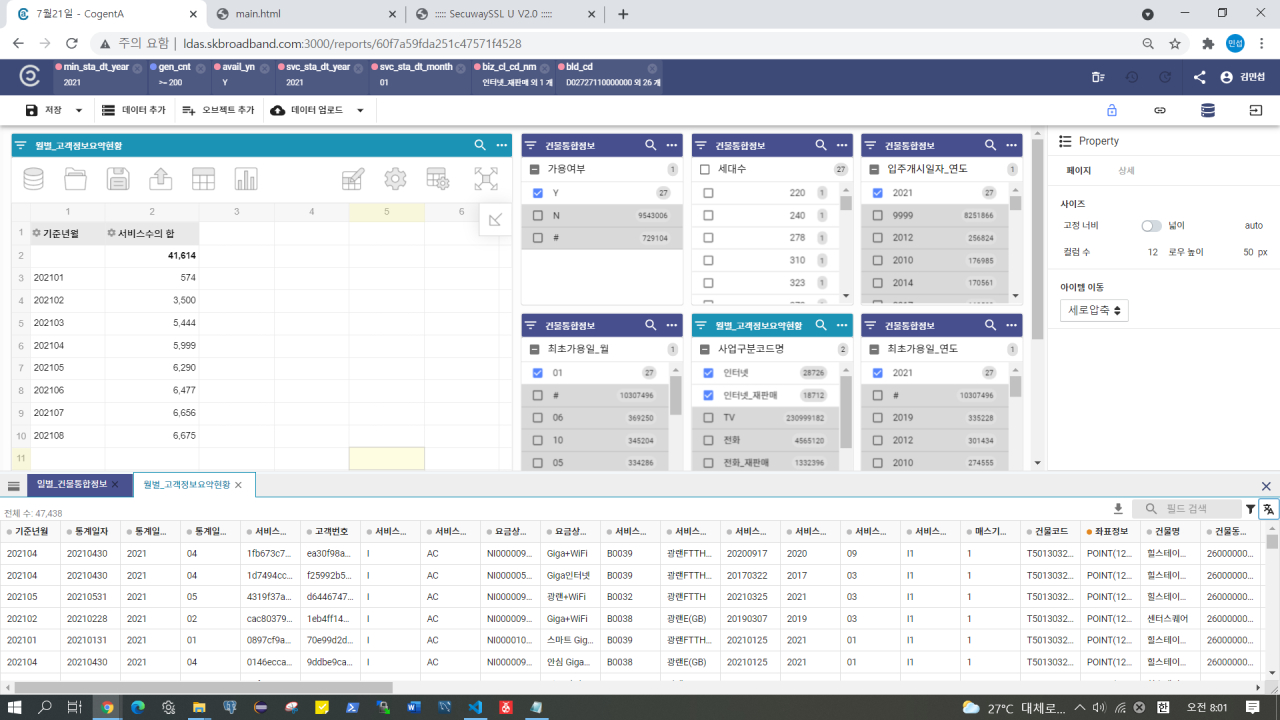 7월21일 - CogentA
main.html
::::: SecuwaySSL U V2.0 :::::
주의 요함 | ldas.skbroadband.com:3000/reports/60f7a59fda251c47571f4528
민섭
min_sta_dt_year gen_cnt avail_yn svc_sta_dt_year svc_sta_dt_month biz_cl_cd_nm bld_cd
2021 >= 200 Y 2021 01 인터넷_재판매 외 1 개 D02727110000000 외 26 개
김민섭
저장 데이터 추가 오브젝트 추가 데이터 업로드
월별_고객정보요약현황
1 2 3 4 5 6
1 기준년월 서비스수의 합
2 41,614
3 202101 574
4 202102 3,500
5 202103 5,444
6 202104 5,999
7 202105 6,290
8 202106 6,477
9 202107 6,656
10 202108 6,675
11
건물통합정보
가용여부 1
Y 27
N 9543006
# 729104
건물통합정보
세대수 27
220 1
240 1
278 1
310 1
323 1
건물통합정보
입주개시일자_연도 1
2021 27
9999 8251866
2012 256824
2010 176985
2014 170561
건물통합정보
최초가용일_월 1
01 27
# 10307496
06 369250
10 345204
05 334286
월별_고객정보요약현황
사업구분코드명 2
인터넷 28726
인터넷_재판매 18712
TV 230999182
전화 4565120
전화_재판매 1332396
건물통합정보
최초가용일_연도 1
2021 27
# 10307496
2019 335228
2012 301434
2010 274555
Property
페이지 상세
사이즈
고정 너비 넓이 auto
컬럼 수 12 로우 높이 50 px
아이템 이동
세로압축
일별_건물통합정보 월별_고객정보요약현황
전체 수: 47,438
필드 검색
기준년월 통계일자 통계일... 통계일... 서비스... 고객번호 서비스... 서비스... 요금상... 요금상... 서비스... 서비스... 서비스... 서비스... 서비스... 서비스... 매스기... 건물코드 좌표정보 건물명 건물동...
202104 20210430 2021 04 1fb673c7... ea30f98a... I AC NI000009... Giga+WiFi B0039 광랜FTTH... 20200917 2020 09 I1 1 T5013032... POINT(12... 힐스테이... 26000000...
202104 20210430 2021 04 1d7494cc... f25992b5... I AC NI000005... Giga인터넷 B0039 광랜FTTH... 20170322 2017 03 I1 1 T5013032... POINT(12... 힐스테이... 26000000...
202105 20210531 2021 05 4319f37a... d6446747... I AC NI000009... 광랜+WiFi B0032 광랜FTTH 20210325 2021 03 I1 1 T5013032... POINT(12... 힐스테이... 26000000...
202102 20210228 2021 02 cac80379... 1eb4ff14... I AC NI000009... Giga+WiFi B0038 광랜E(GB) 20190307 2019 03 I1 1 T5013032... POINT(12... 센터스퀘어 26000000...
202101 20210131 2021 01 0897cf9a... 70e99d2d... I AC NI000010... 스마트 Gig... B0039 광랜FTTH... 20210125 2021 01 I1 1 T5013032... POINT(12... 힐스테이... 26000000...
202104 20210430 2021 04 0146ecca... 9ddbe9ca... I AC NI000009... 안심 Giga... B0038 광랜E(GB) 20210125 2021 01 I1 1 T5013032... POINT(12... 힐스테이... 26000000...
27°C 대체로... 한 오전 8:01